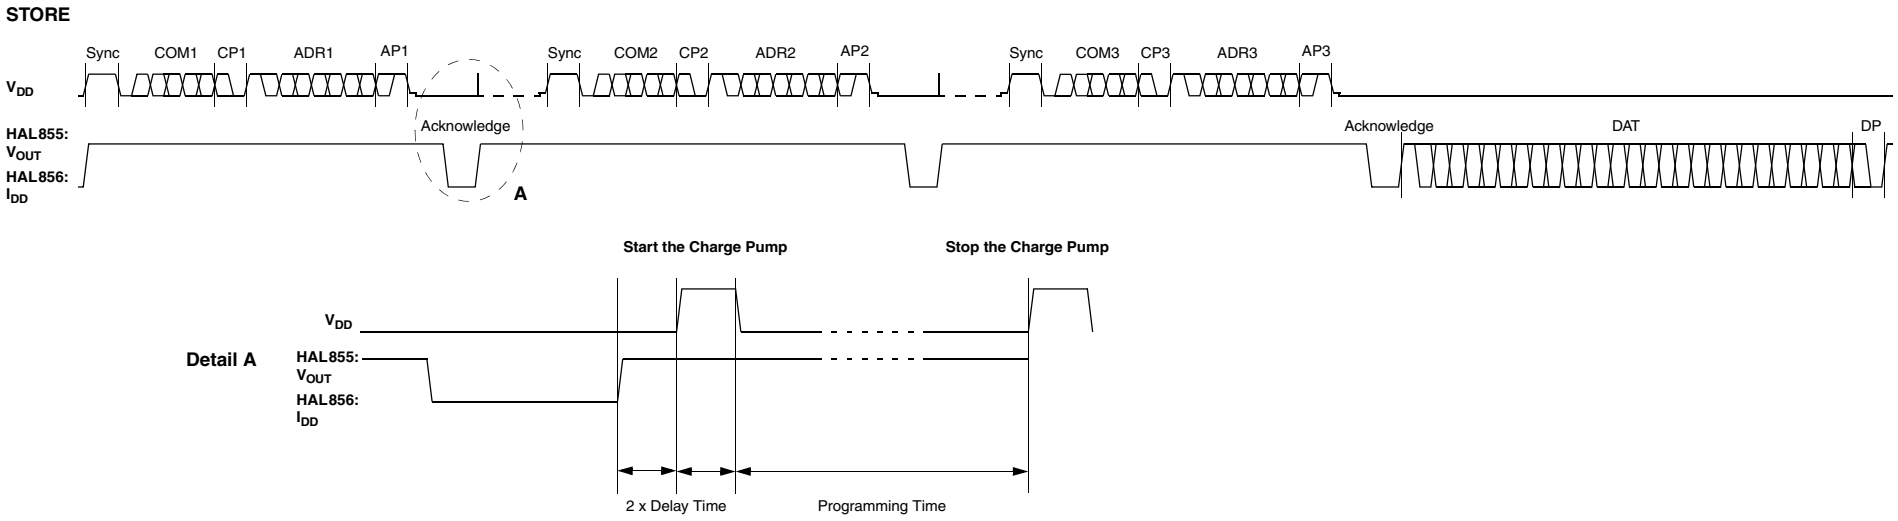 STORE
Sync COM1 CP1 ADR1 AP1 Sync COM2 CP2 ADR2 AP2 Sync COM3 CP3 ADR3 AP3
VDD
HAL855: Acknowledge Acknowledge DAT DP
VOUT
HAL856:
IDD A
Start the Charge Pump Stop the Charge Pump
VDD
Detail A HAL855:
VOUT
HAL856:
IDD
2 x Delay Time Programming Time